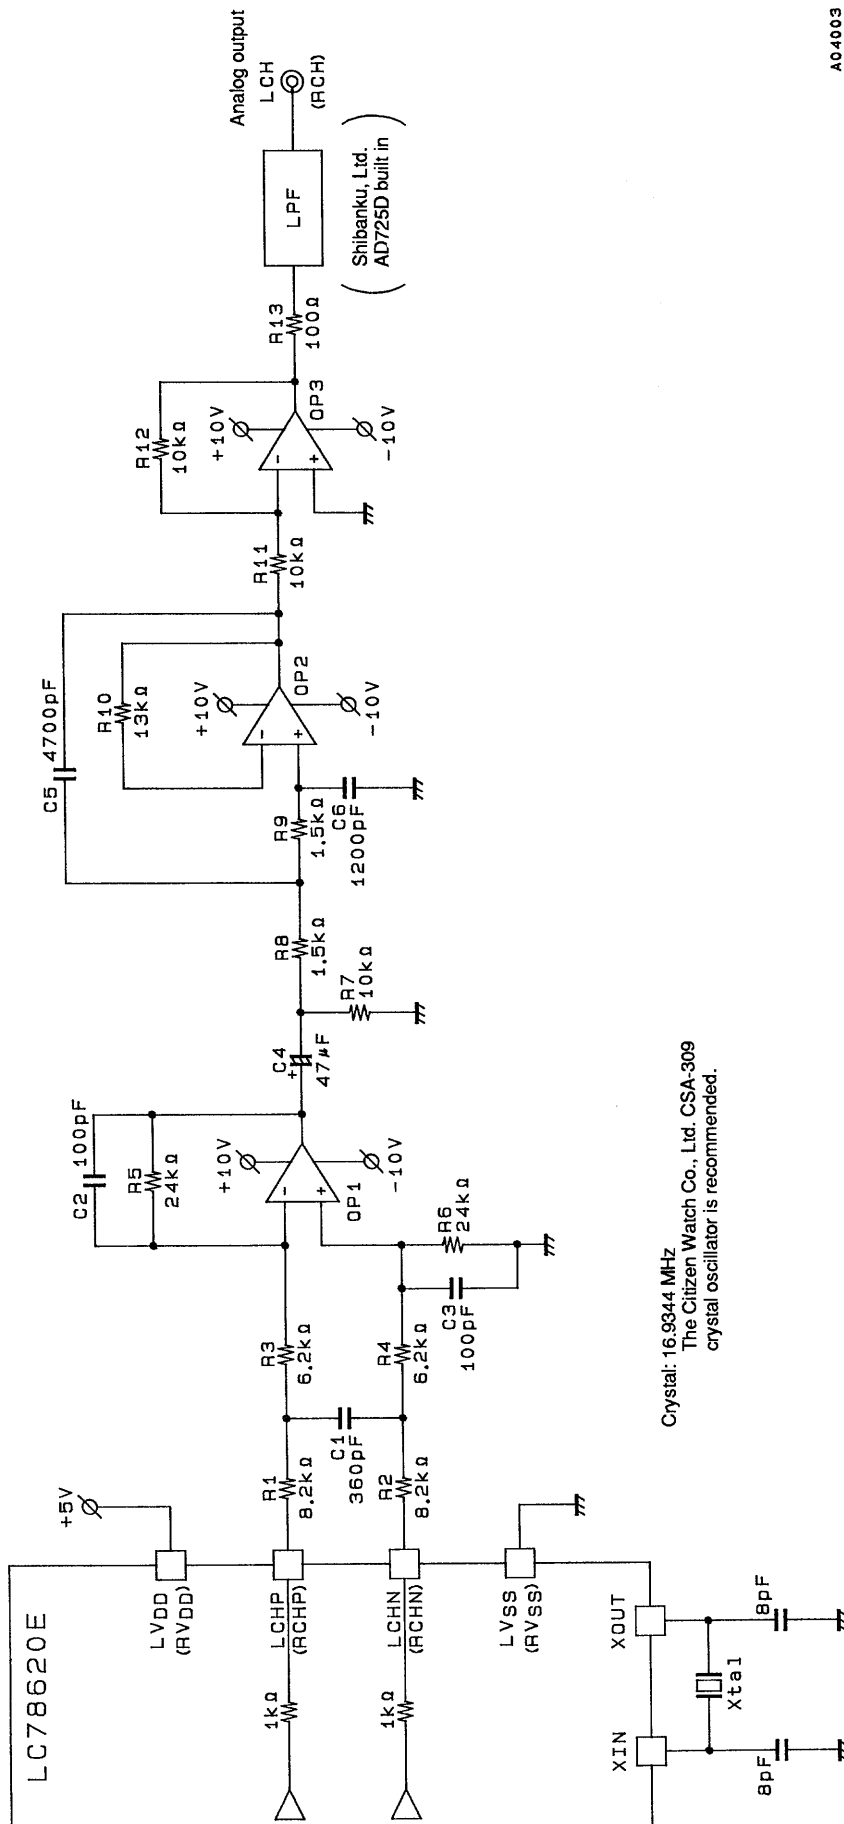 LC78620E
+5V
LVDD
(RVDD)
1kΩ
LCHP
(RCHP)
R1
8.2kΩ
R3
6.2kΩ
C1
360pF
1kΩ
LCHN
(RCHN)
R2
8.2kΩ
R4
6.2kΩ
LVSS
(RVSS)
C3
100pF
R6
24kΩ
C2
100pF
R5
24kΩ
+10V
-
+
OP1
-10V
C4
+
47μF
R7
10kΩ
R8
1.5kΩ
C5
4700pF
R9
1.5kΩ
C6
1200pF
R10
13kΩ
+10V
-
+
OP2
-10V
R11
10kΩ
R12
10kΩ
+10V
-
+
OP3
-10V
R13
100Ω
LPF
(Shibanku, Ltd.
AD725D built in)
Analog output
LCH
(RCH)
XIN
XOUT
Xtal
8pF
8pF
Crystal: 16.9344 MHz
The Citizen Watch Co., Ltd. CSA-309
crystal oscillator is recommended.
A04003